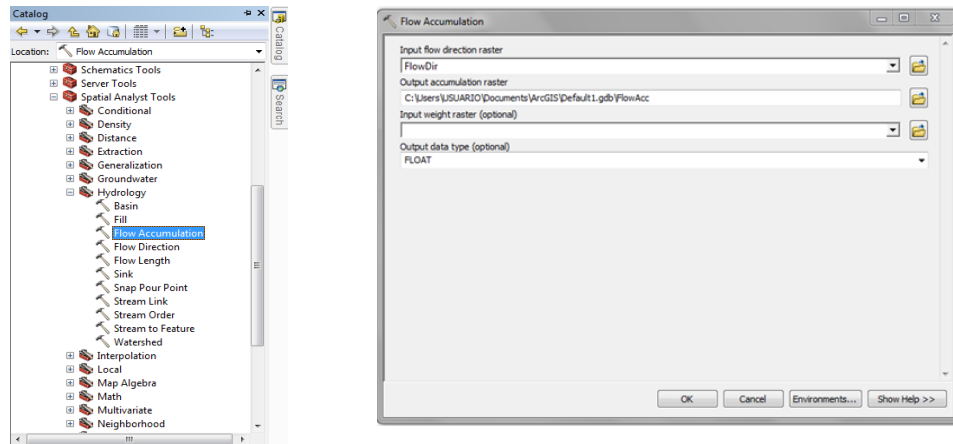 Catalog
Location: Flow Accumulation
Schematics Tools
Server Tools
Spatial Analyst Tools
Conditional
Density
Distance
Extraction
Generalization
Groundwater
Hydrology
Basin
Fill
Flow Accumulation
Flow Direction
Flow Length
Sink
Snap Pour Point
Stream Link
Stream Order
Stream to Feature
Watershed
Interpolation
Local
Map Algebra
Math
Multivariate
Neighborhood
Catalog
Search
Flow Accumulation
Input flow direction raster
FlowDir
Output accumulation raster
C:\Users\USUARIO\Documents\ArcGIS\Default1.gdb\FlowAcc
Input weight raster (optional)
Output data type (optional)
FLOAT
OK Cancel Environments... Show Help >>